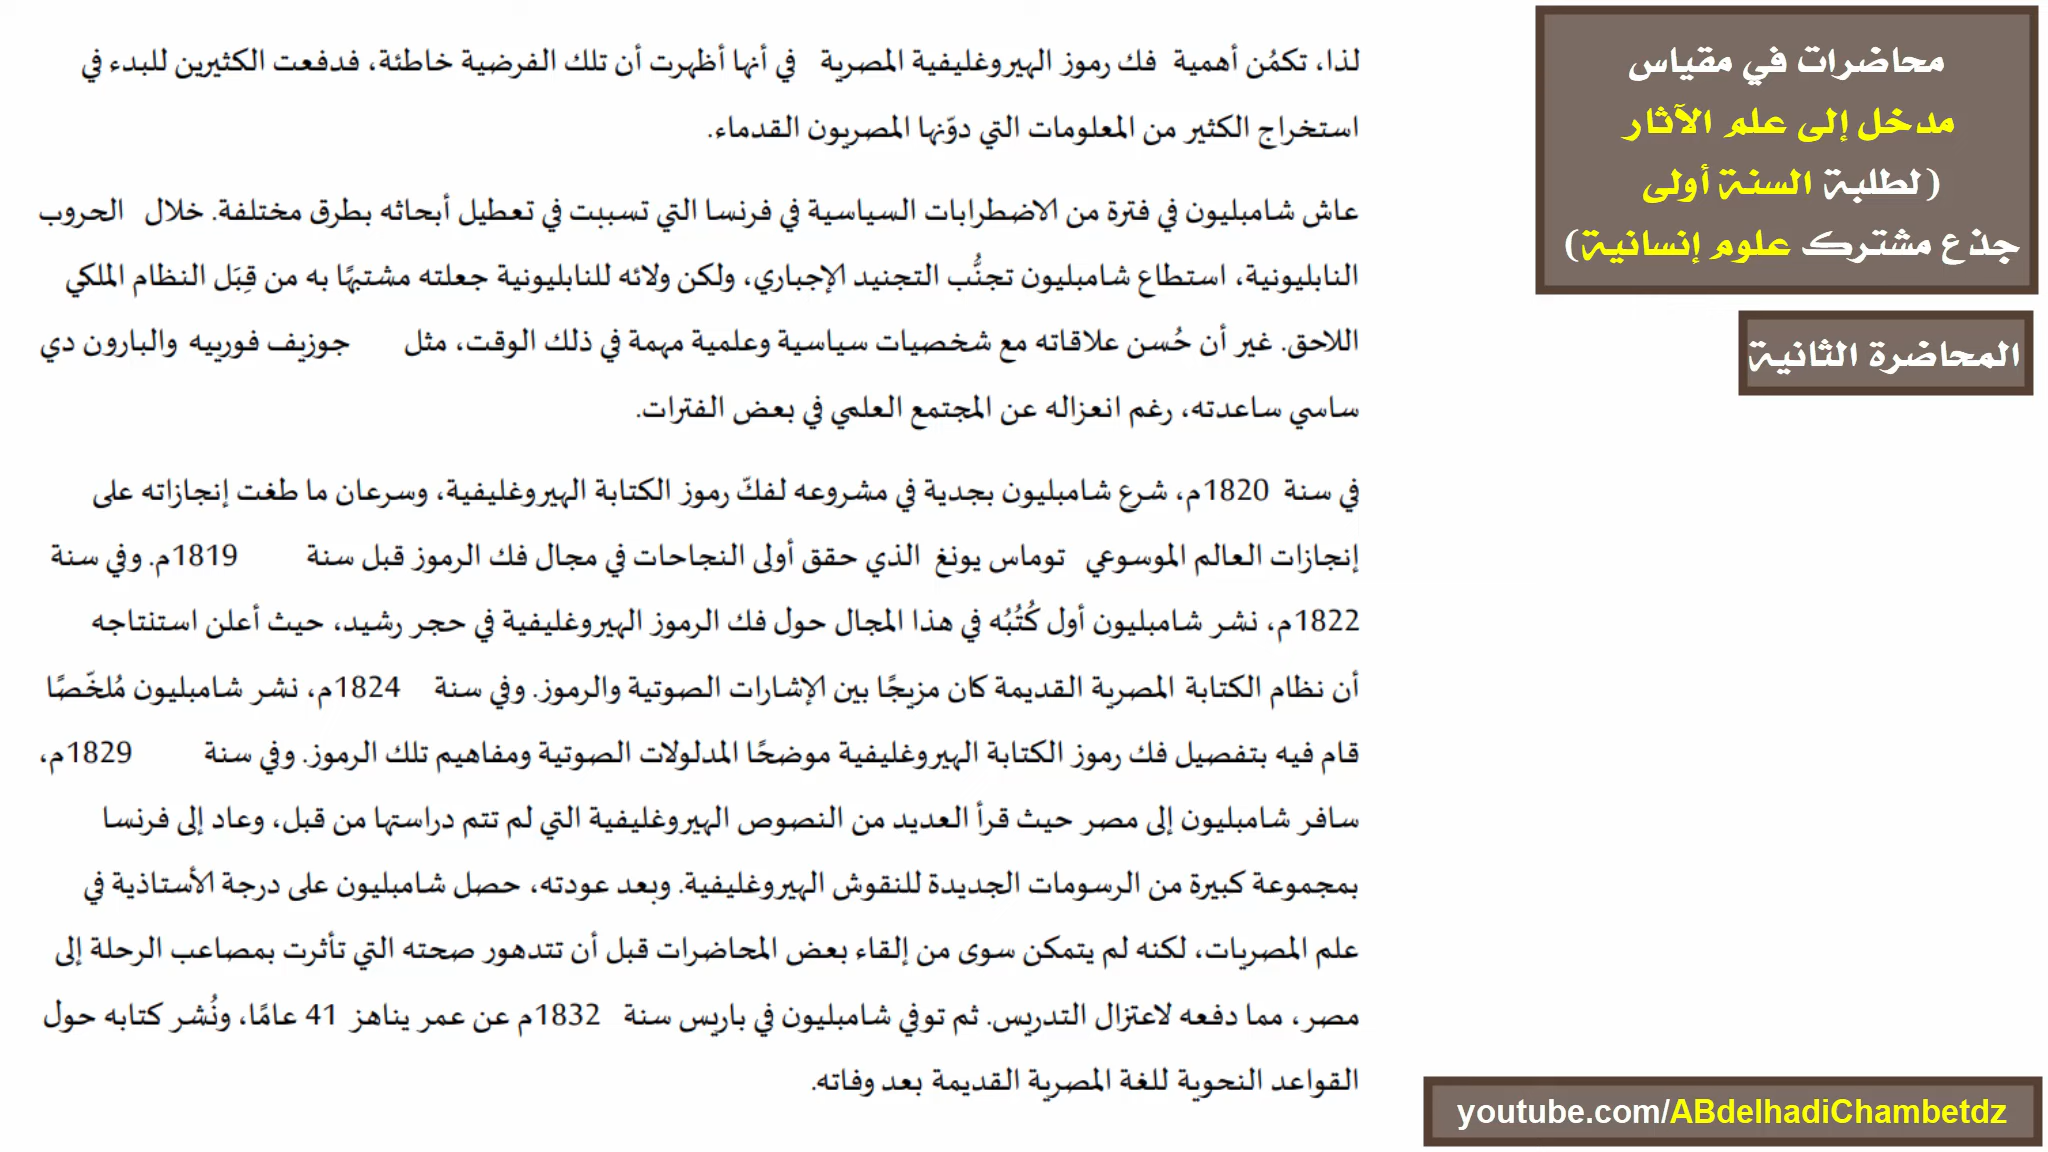 محاضرات في مقياس
مدخل إلى علم الآثار
(لطلبة السنة أولى
جذع مشترك علوم إنسانية)
المحاضرة الثانية
لذا، تكمُن أهمية فك رموز الهيروغليفية المصرية في أنها أظهرت أن تلك الفرضية خاطئة، فدفعت الكثيرين للبدء في
استخراج الكثير من المعلومات التي دوّنها المصريون القدماء.
عاش شامبليون في فترة من الاضطرابات السياسية في فرنسا التي تسببت في تعطيل أبحاثه بطرق مختلفة. خلال الحروب
النابليونية، استطاع شامبليون تجنُّب التجنيد الإجباري، ولكن ولائه للنابليونية جعلته مشتبهًا به من قِبَل النظام الملكي
اللاحق. غير أن حُسن علاقاته مع شخصيات سياسية وعلمية مهمة في ذلك الوقت، مثل جوزيف فورييه والبارون دي
ساسي ساعدته، رغم انعزاله عن المجتمع العلمي في بعض الفترات.
في سنة 1820م، شرع شامبليون بجدية في مشروعه لفكّ رموز الكتابة الهيروغليفية، وسرعان ما طغت إنجازاته على
إنجازات العالم الموسوعي توماس يونغ الذي حقق أولى النجاحات في مجال فك الرموز قبل سنة 1819م. وفي سنة
1822م، نشر شامبليون أول كُتُبُه في هذا المجال حول فك الرموز الهيروغليفية في حجر رشيد، حيث أعلن استنتاجه
أن نظام الكتابة المصرية القديمة كان مزيجًا بين الإشارات الصوتية والرموز. وفي سنة 1824م، نشر شامبليون مُلخّصًا
قام فيه بتفصيل فك رموز الكتابة الهيروغليفية موضحًا المدلولات الصوتية ومفاهيم تلك الرموز. وفي سنة 1829م،
سافر شامبليون إلى مصر حيث قرأ العديد من النصوص الهيروغليفية التي لم تتم دراستها من قبل، وعاد إلى فرنسا
بمجموعة كبيرة من الرسومات الجديدة للنقوش الهيروغليفية. وبعد عودته، حصل شامبليون على درجة الأستاذية في
علم المصريات، لكنه لم يتمكن سوى من إلقاء بعض المحاضرات قبل أن تتدهور صحته التي تأثرت بمصاعب الرحلة إلى
مصر، مما دفعه لاعتزال التدريس. ثم توفي شامبليون في باريس سنة 1832م عن عمر يناهز 41 عامًا، ونُشر كتابه حول
القواعد النحوية للغة المصرية القديمة بعد وفاته.
youtube.com/ABdelhadiChambetdz